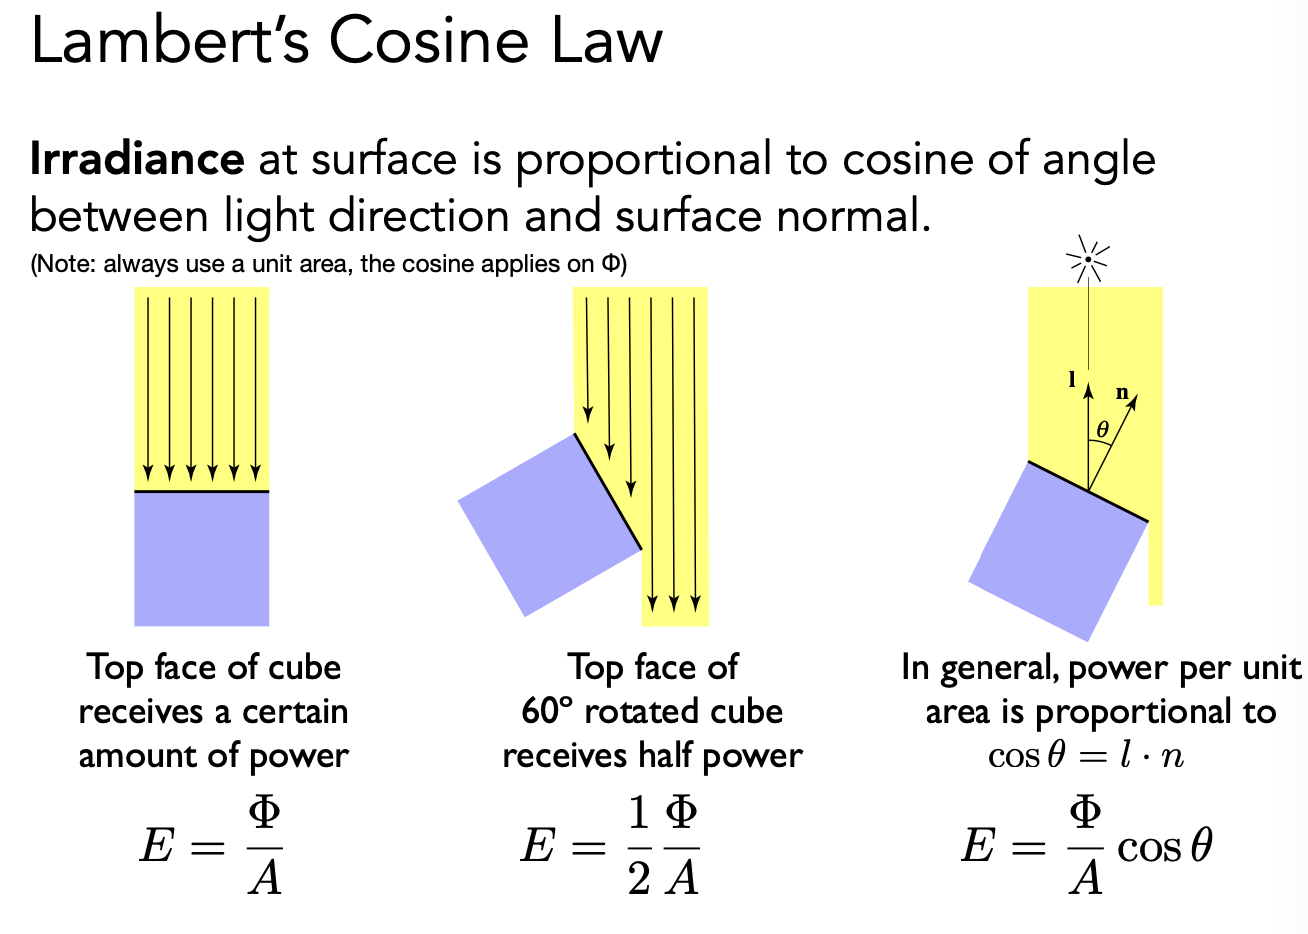 Lambert’s Cosine Law
Irradiance at surface is proportional to cosine of angle
between light direction and surface normal.
(Note: always use a unit area, the cosine applies on Φ)
l
n
θ
Top face of cube
receives a certain
amount of power
E = Φ/A
Top face of
60º rotated cube
receives half power
E = 1/2 Φ/A
In general, power per unit
area is proportional to
cos θ = l · n
E = Φ/A cos θ